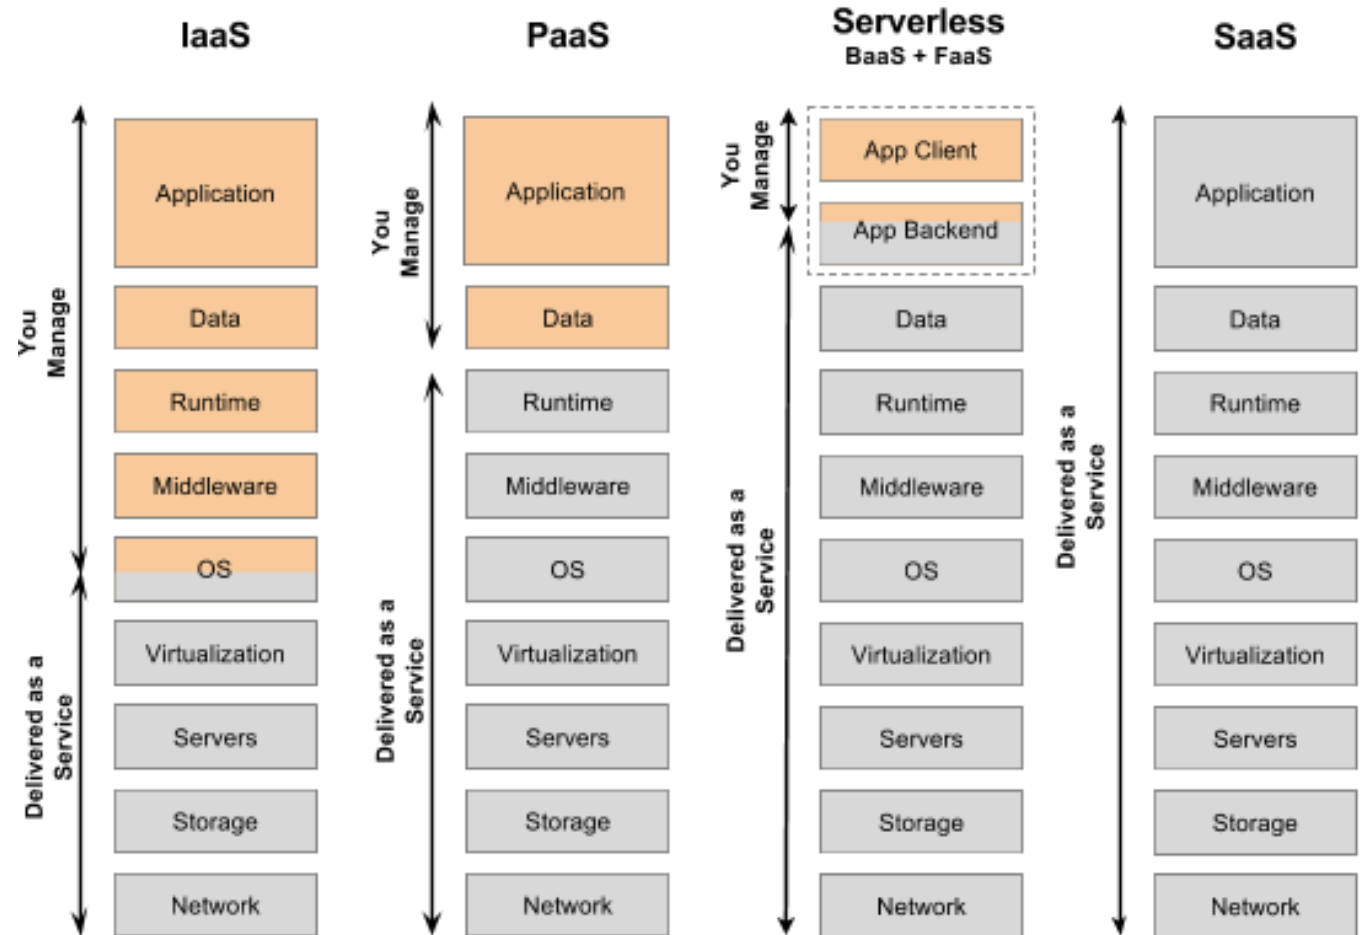 IaaS
You
Manage
Delivered as a
Service
Application
Data
Runtime
Middleware
OS
Virtualization
Servers
Storage
Network
PaaS
You
Manage
Delivered as a
Service
Application
Data
Runtime
Middleware
OS
Virtualization
Servers
Storage
Network
Serverless
BaaS + FaaS
You
Manage
Delivered as a
Service
App Client
App Backend
Data
Runtime
Middleware
OS
Virtualization
Servers
Storage
Network
SaaS
Delivered as a
Service
Application
Data
Runtime
Middleware
OS
Virtualization
Servers
Storage
Network